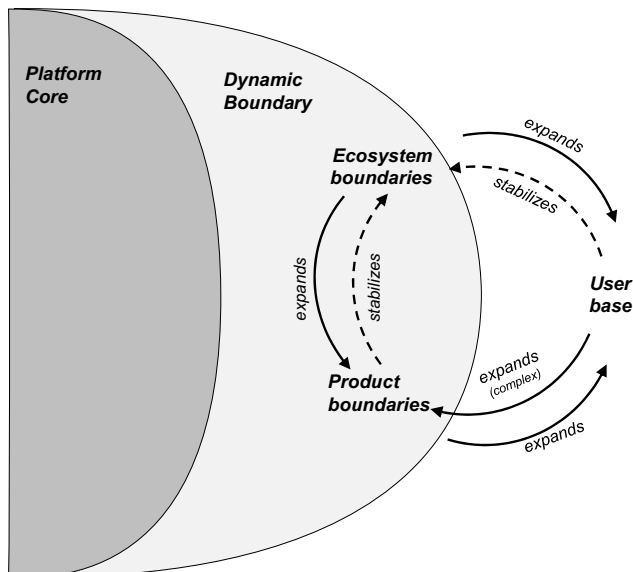 Platform
Core
Dynamic
Boundary
expands
Ecosystem
boundaries
stabilizes
expands
stabilizes
User
base
Product
boundaries
expands
(complex)
expands